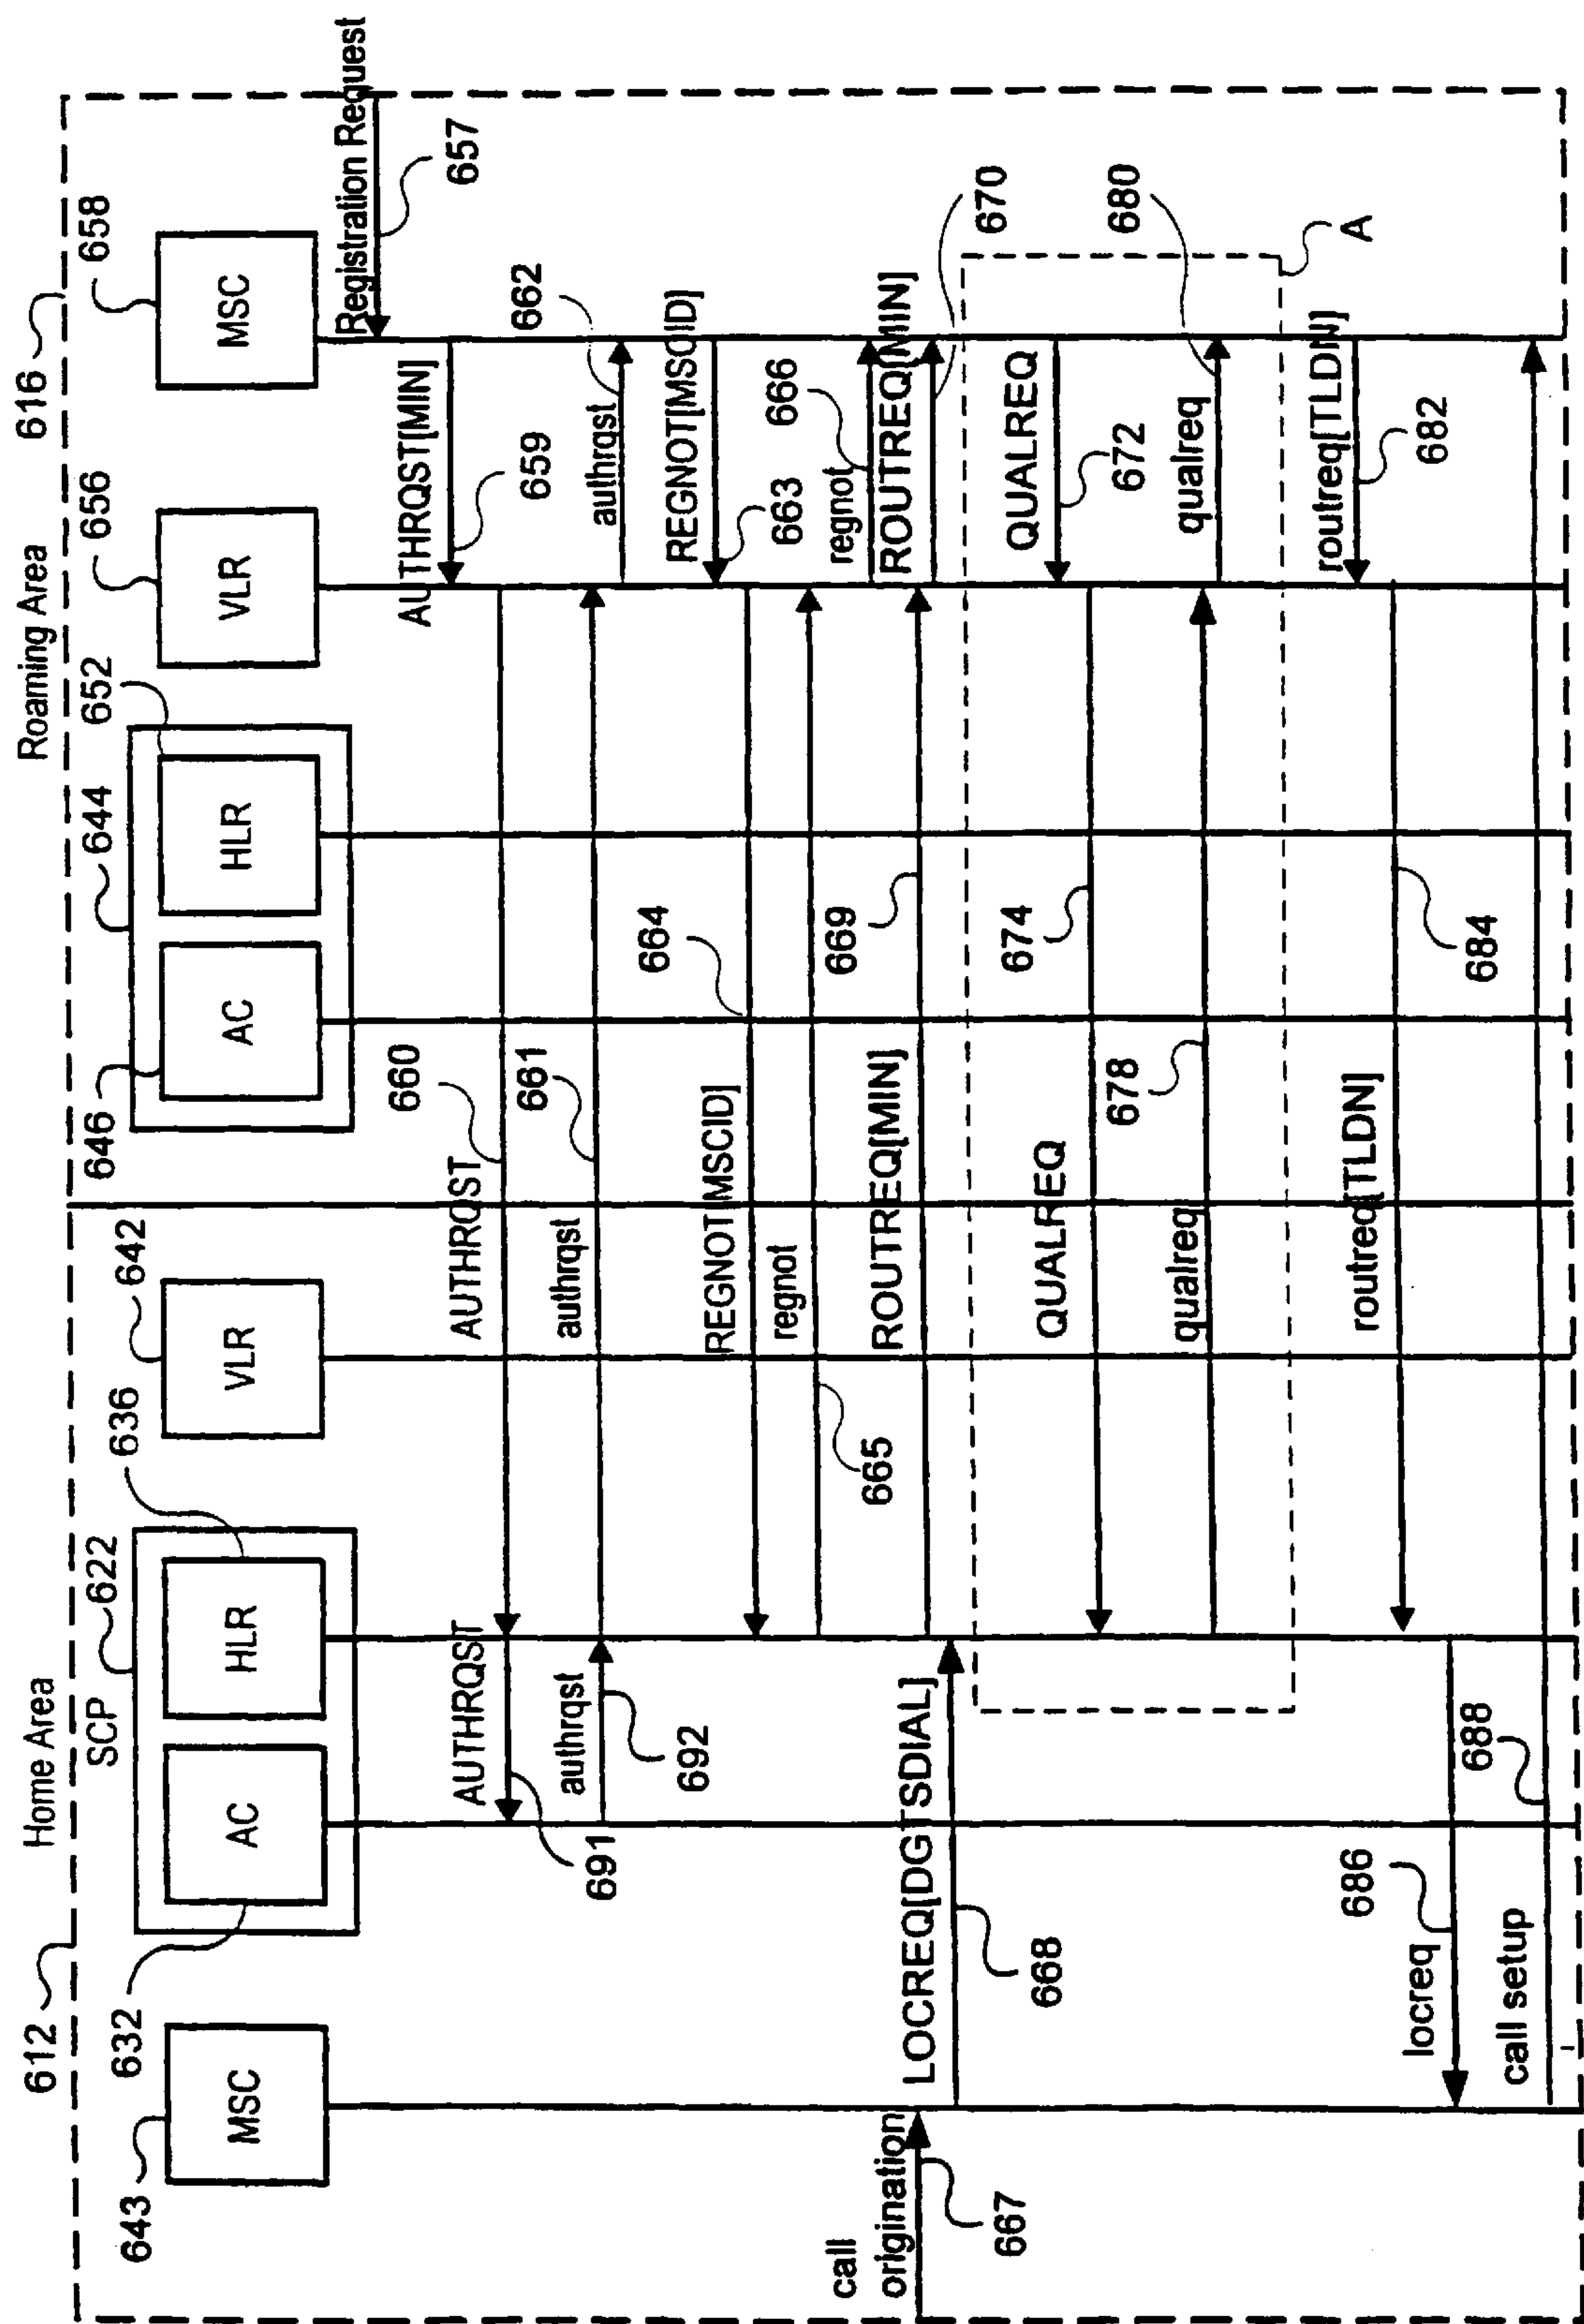 Home Area
Roaming Area
612
616
SCP
622
643
632
636
642
646
644
652
656
658
MSC
AC
HLR
VLR
AC
HLR
VLR
MSC
Registration Request
657
AUTHRQST[MIN]
659
AUTHRQST
660
AUTHRQST
691
authrqst
692
authrqst
661
authrqst
662
REGNOT[MSCID]
663
REGNOT[MSCID]
664
regnot
665
regnot
666
call
origination
667
LOCREQ[DGTSDIAL]
668
ROUTREQ[MIN]
669
ROUTREQ[MIN]
670
QUALREQ
672
QUALREQ
674
qualreq
678
qualreq
680
A
routreq[TLDN]
682
routreq[TLDN]
684
locreq
686
call setup
688